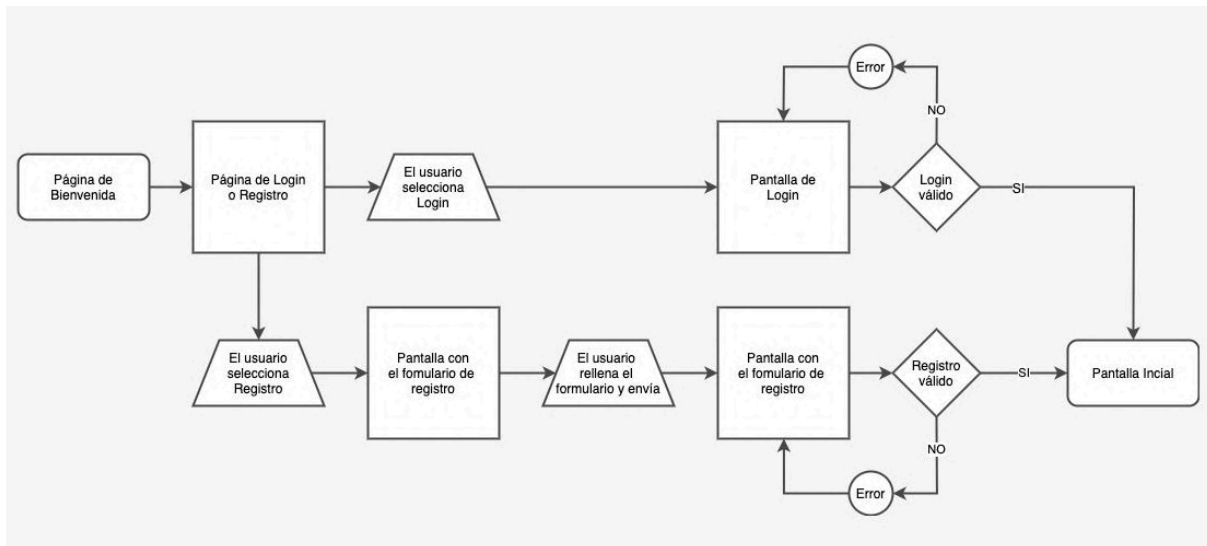 Error
NO
Página de
Bienvenida
Página de Login
o Registro
El usuario
selecciona
Login
Pantalla de
Login
Login
válido
SI
El usuario
selecciona
Registro
Pantalla con
el fomulario de
registro
El usuario
rellena el
formulario y envía
Pantalla con
el fomulario de
registro
Registro
válido
SI
Pantalla Incial
NO
Error